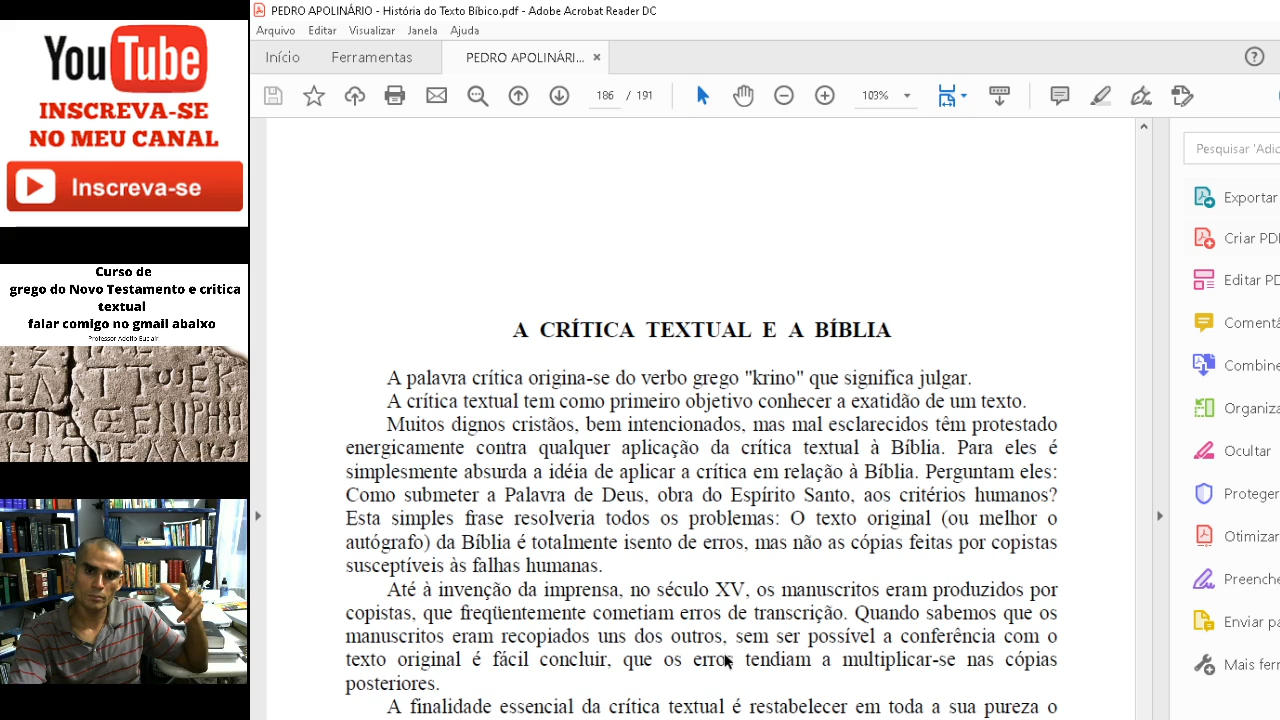 YouTube
INSCREVA-SE
NO MEU CANAL
Inscreva-se
Curso de
grego do Novo Testamento e critica
textual
falar comigo no gmail abaixo
Professor Adolfo Euclair
PEDRO APOLINÁRIO - História do Texto Bíblico.pdf - Adobe Acrobat Reader DC
Arquivo Editar Visualizar Janela Ajuda
Início Ferramentas PEDRO APOLINÁRI... ×
186 / 191 103%
A CRÍTICA TEXTUAL E A BÍBLIA
A palavra crítica origina-se do verbo grego "krino" que significa julgar.
A crítica textual tem como primeiro objetivo conhecer a exatidão de um texto.
Muitos dignos cristãos, bem intencionados, mas mal esclarecidos têm protestado
energicamente contra qualquer aplicação da crítica textual à Bíblia. Para eles é
simplesmente absurda a idéia de aplicar a crítica em relação à Bíblia. Perguntam eles:
Como submeter a Palavra de Deus, obra do Espírito Santo, aos critérios humanos?
Esta simples frase resolveria todos os problemas: O texto original (ou melhor o
autógrafo) da Bíblia é totalmente isento de erros, mas não as cópias feitas por copistas
susceptíveis às falhas humanas.
Até à invenção da imprensa, no século XV, os manuscritos eram produzidos por
copistas, que freqüentemente cometiam erros de transcrição. Quando sabemos que os
manuscritos eram recopiados uns dos outros, sem ser possível a conferência com o
texto original é fácil concluir, que os erros tendiam a multiplicar-se nas cópias
posteriores.
A finalidade essencial da crítica textual é restabelecer em toda a sua pureza o
Pesquisar 'Adic
Exportar
Criar PDF
Editar PD
Comentá
Combine
Organiza
Ocultar
Proteger
Otimizar
Preenche
Enviar pa
Mais ferr